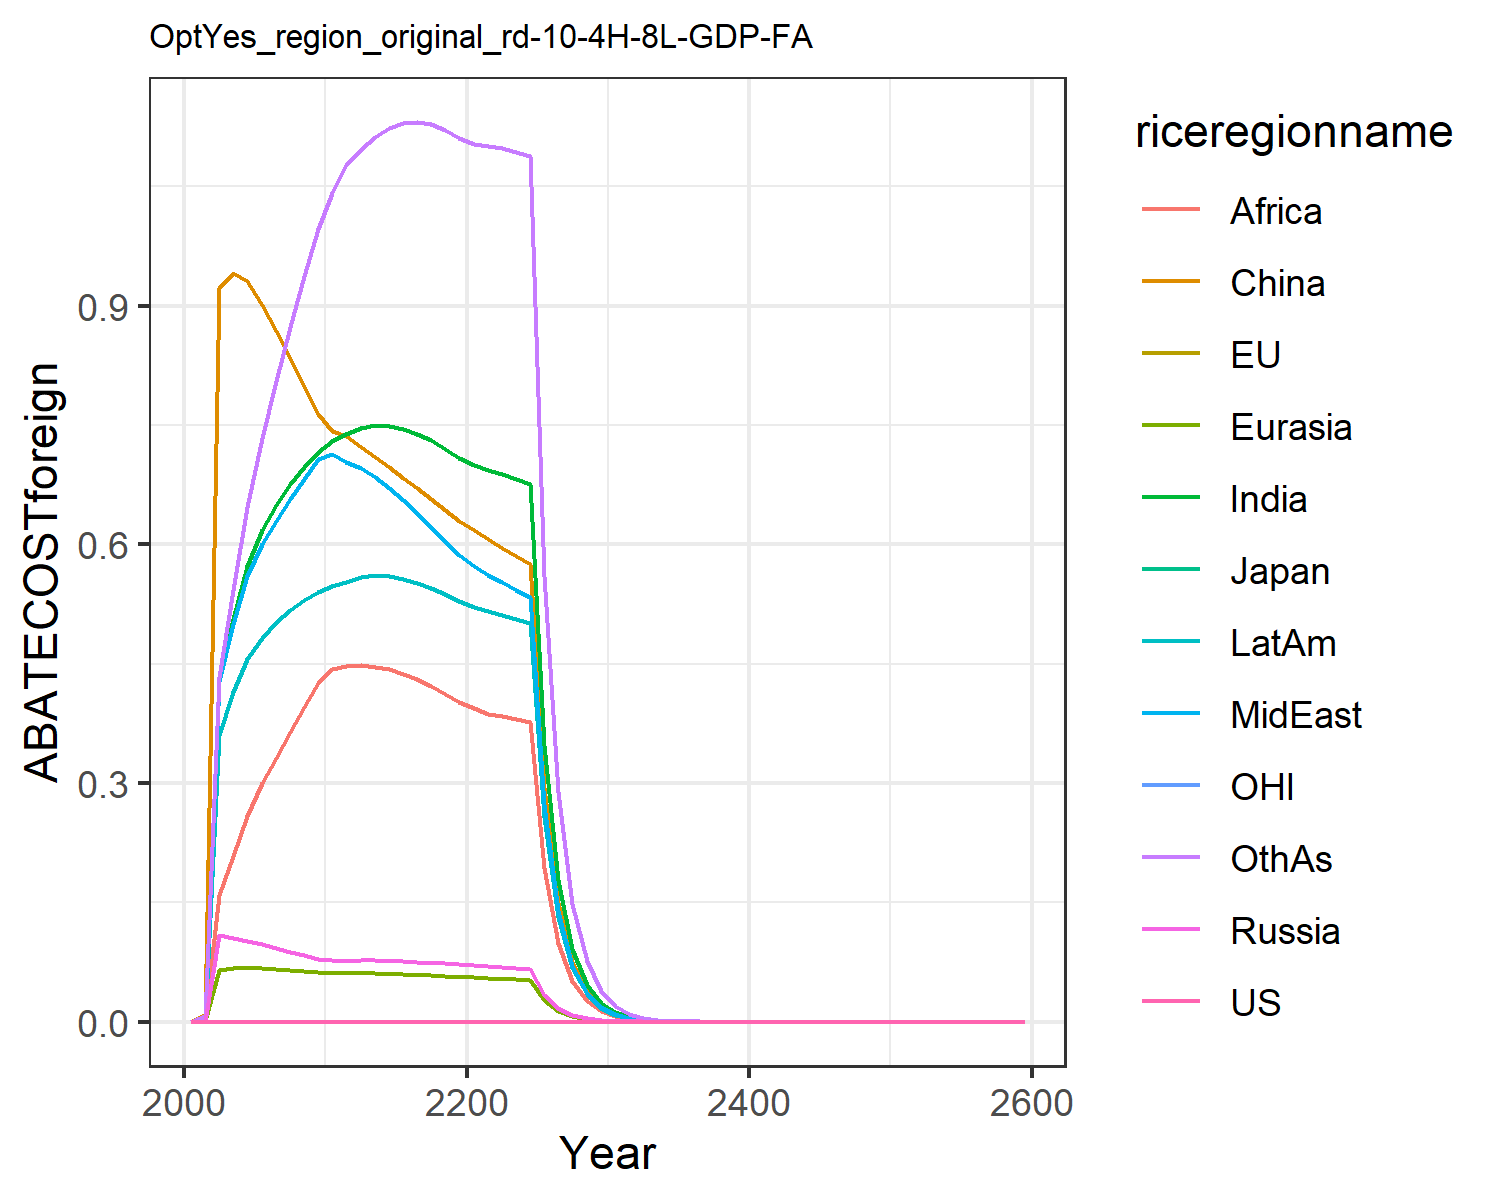 OptYes_region_original_rd-10-4H-8L-GDP-FA
ABATECOSTforeign
0.9
0.6
0.3
0.0
2000
2200
2400
2600
Year
riceregionname
Africa
China
EU
Eurasia
India
Japan
LatAm
MidEast
OHI
OthAs
Russia
US